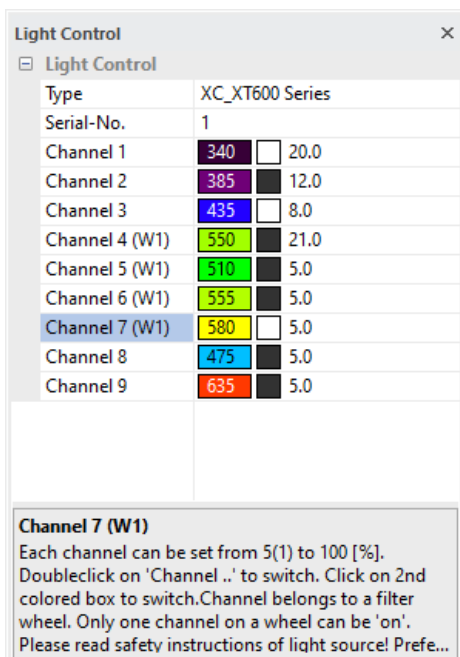 Light Control
Light Control
Type XC_XT600 Series
Serial-No. 1
Channel 1 340 20.0
Channel 2 385 12.0
Channel 3 435 8.0
Channel 4 (W1) 550 21.0
Channel 5 (W1) 510 5.0
Channel 6 (W1) 555 5.0
Channel 7 (W1) 580 5.0
Channel 8 475 5.0
Channel 9 635 5.0
Channel 7 (W1)
Each channel can be set from 5(1) to 100 [%].
Doubleclick on 'Channel ..' to switch. Click on 2nd
colored box to switch.Channel belongs to a filter
wheel. Only one channel on a wheel can be 'on'.
Please read safety instructions of light source! Prefe...